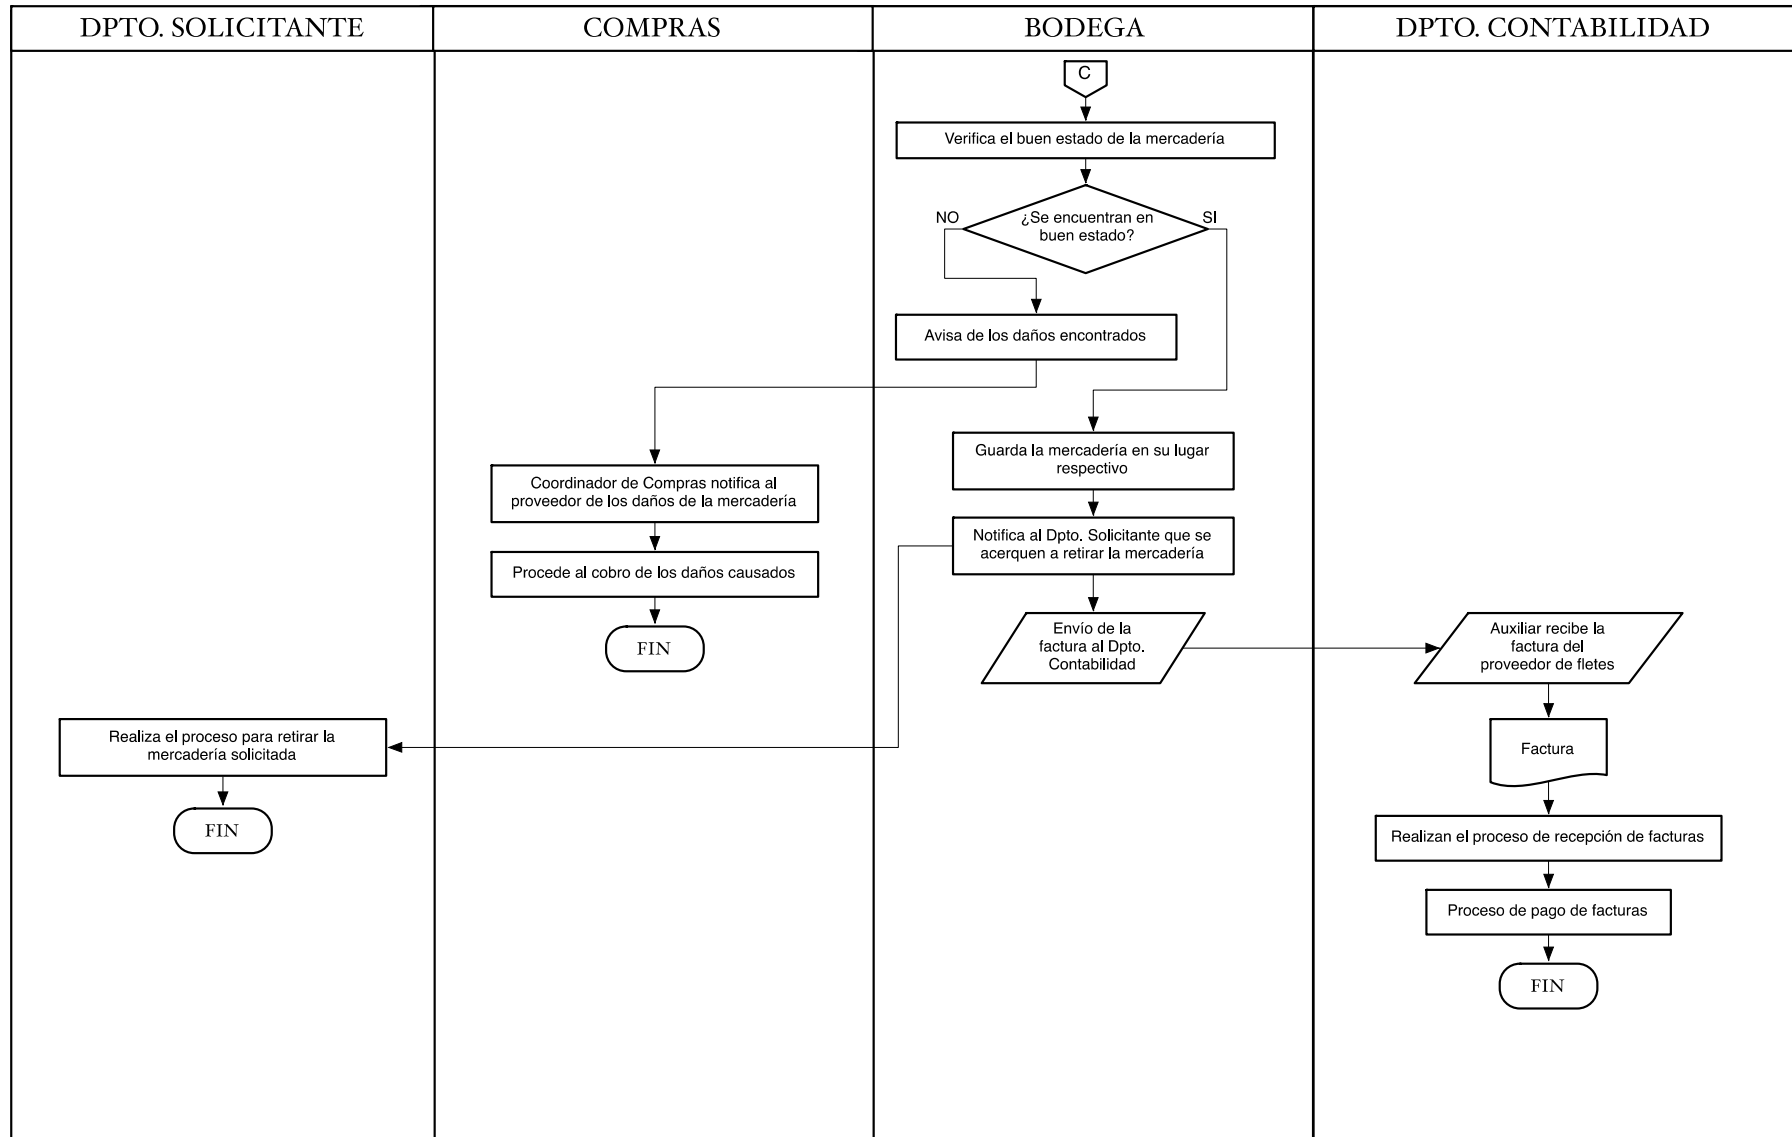 DPTO. SOLICITANTE
COMPRAS
BODEGA
DPTO. CONTABILIDAD
C
Verifica el buen estado de la mercadería
NO
¿Se encuentran en
buen estado?
SI
Avisa de los daños encontrados
Guarda la mercadería en su lugar
respectivo
Coordinador de Compras notifica al
proveedor de los daños de la mercadería
Notifica al Dpto. Solicitante que se
acerquen a retirar la mercadería
Procede al cobro de los daños causados
FIN
Envío de la
factura al Dpto.
Contabilidad
Auxiliar recibe la
factura del
proveedor de fletes
Realiza el proceso para retirar la
mercadería solicitada
Factura
FIN
Realizan el proceso de recepción de facturas
Proceso de pago de facturas
FIN